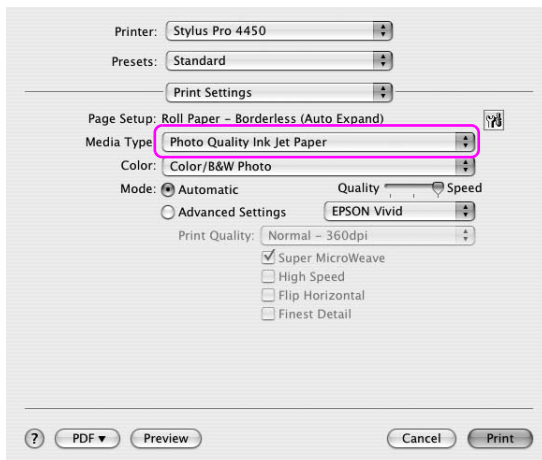 Printer: Stylus Pro 4450
Presets: Standard
Print Settings
Page Setup: Roll Paper – Borderless (Auto Expand)
Media Type: Photo Quality Ink Jet Paper
Color: Color/B&W Photo
Mode: Automatic Quality Speed
Advanced Settings EPSON Vivid
Print Quality: Normal – 360dpi
Super MicroWeave
High Speed
Flip Horizontal
Finest Detail
? PDF ▼ Preview Cancel Print